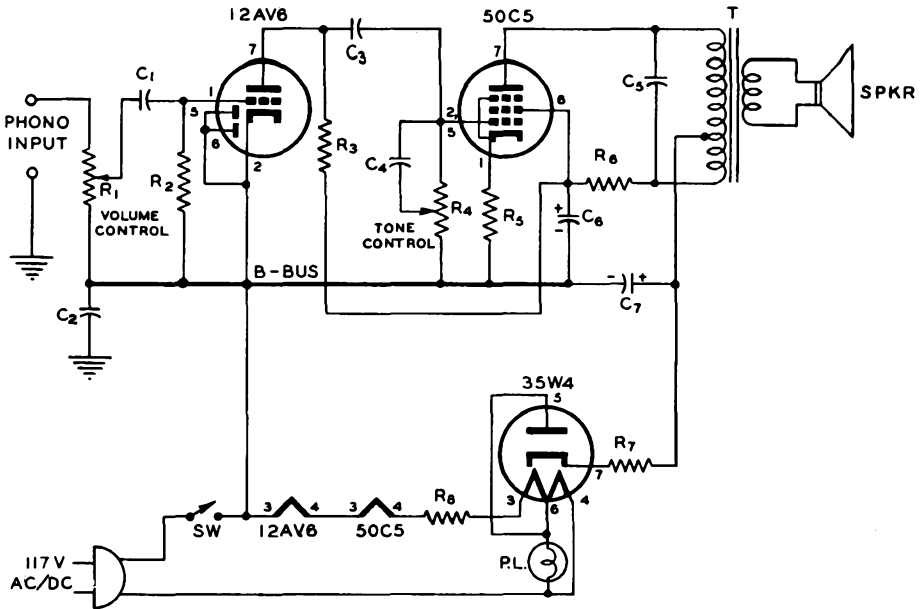 12AV6
50C5
T
C3
7
7
C1
1
5
6
2
PHONO
INPUT
R1
VOLUME
CONTROL
R2
R3
C4
2,
5
6
1
R4
TONE
CONTROL
R5
R6
C5
+
-
C6
SPKR
B-BUS
- +
C7
C2
35W4
5
R7
7
3
6
4
R8
3 4
12AV6
3 4
50C5
SW
P.L.
117V
AC/DC